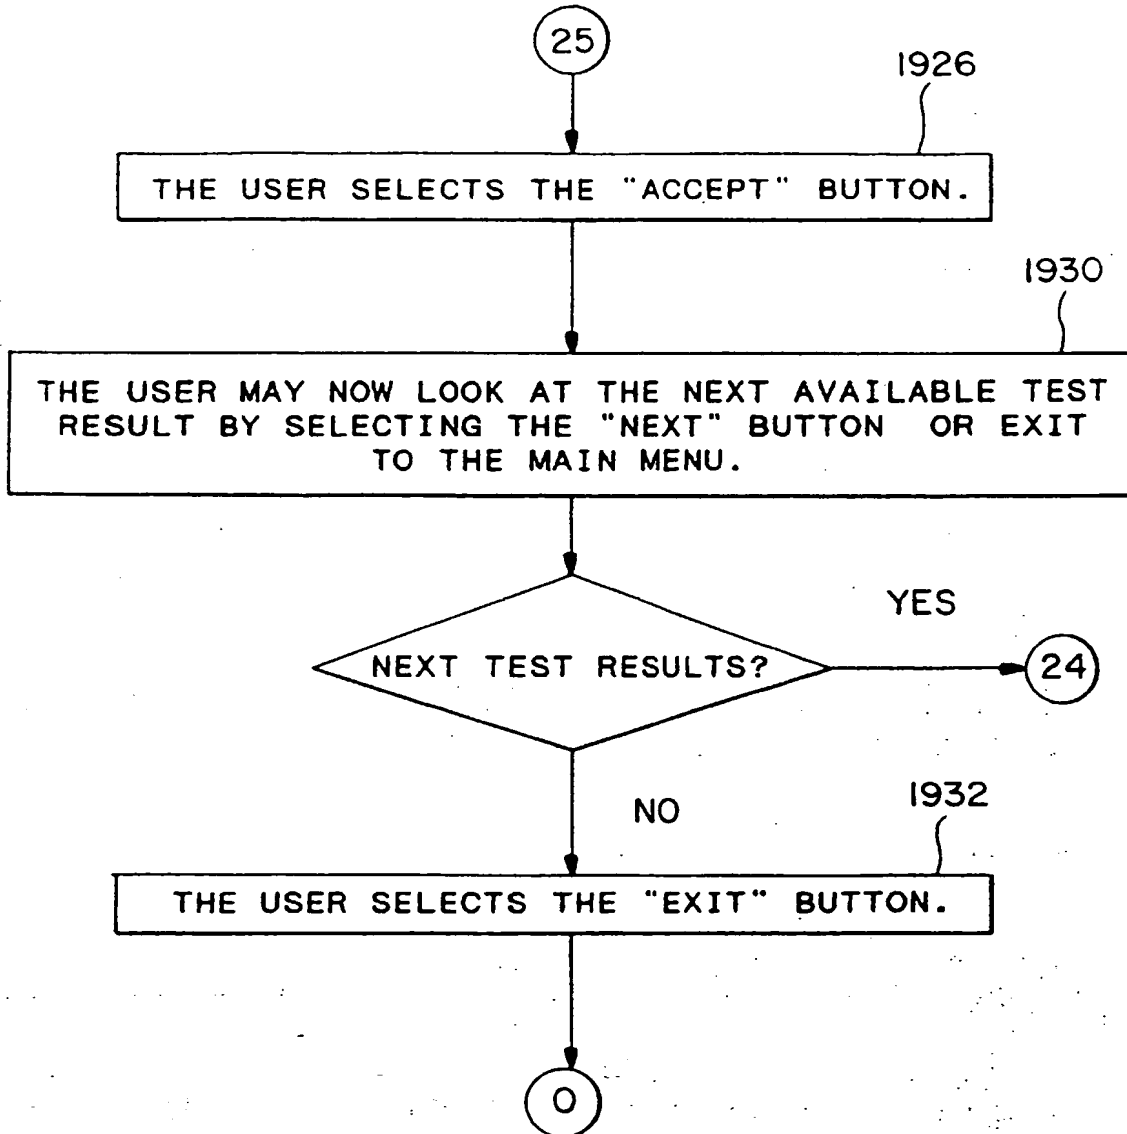 25
1926
THE USER SELECTS THE "ACCEPT" BUTTON.
1930
THE USER MAY NOW LOOK AT THE NEXT AVAILABLE TEST
RESULT BY SELECTING THE "NEXT" BUTTON OR EXIT
TO THE MAIN MENU.
YES
NEXT TEST RESULTS?
24
NO
1932
THE USER SELECTS THE "EXIT" BUTTON.
O